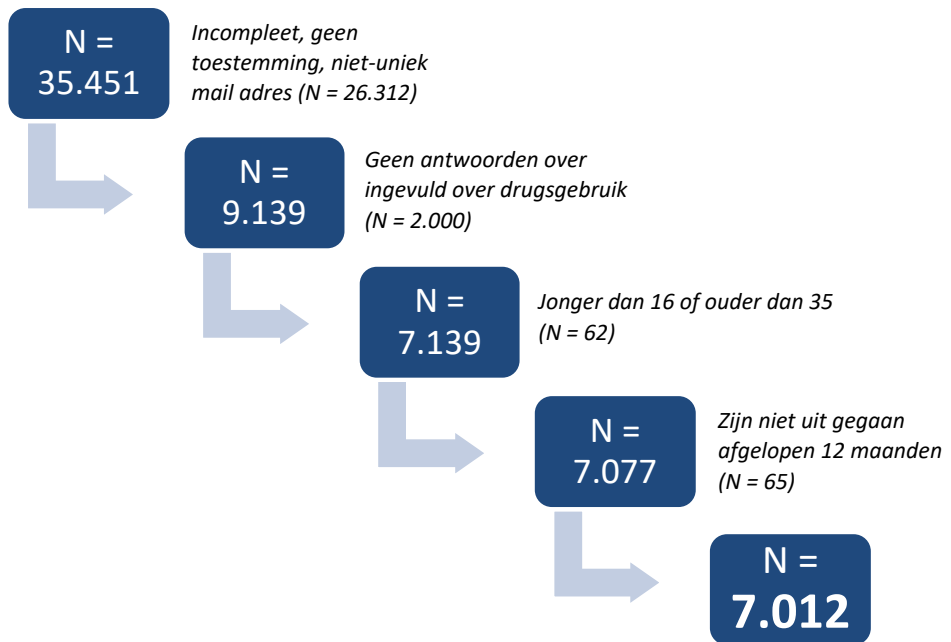 N =
35.451
Incompleet, geen
toestemming, niet-uniek
mail adres (N = 26.312)
N =
9.139
Geen antwoorden over
ingevuld over drugsgebruik
(N = 2.000)
N =
7.139
Jonger dan 16 of ouder dan 35
(N = 62)
N =
7.077
Zijn niet uit gegaan
afgelopen 12 maanden
(N = 65)
N =
7.012